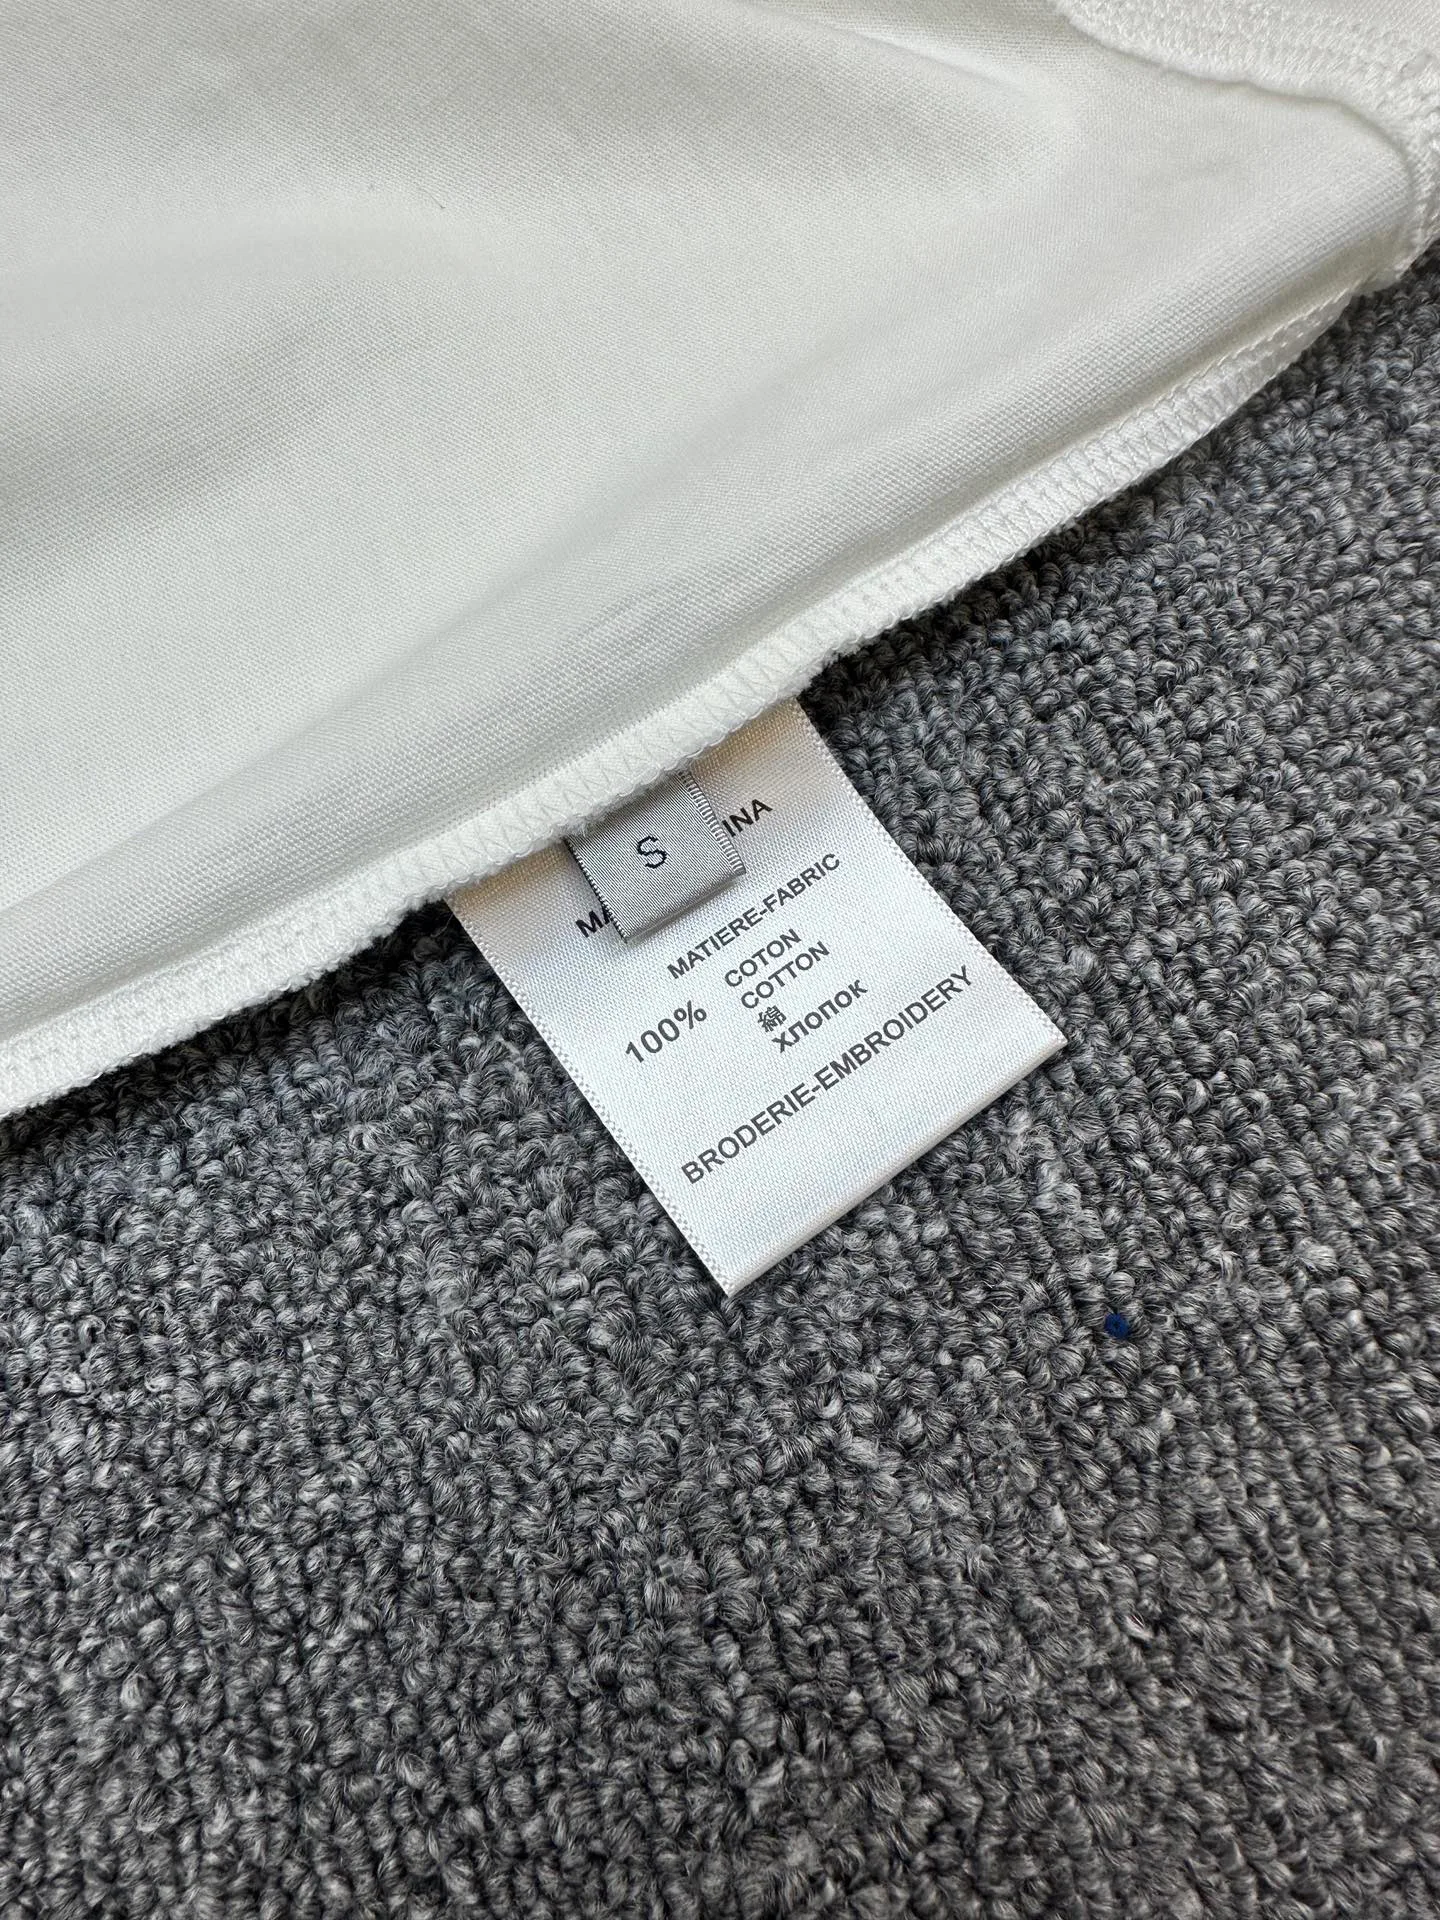 S
MATIERE-FABRIC
100%
COTON
COTTON
綿
хлопок
BRODERIE-EMBROIDERY